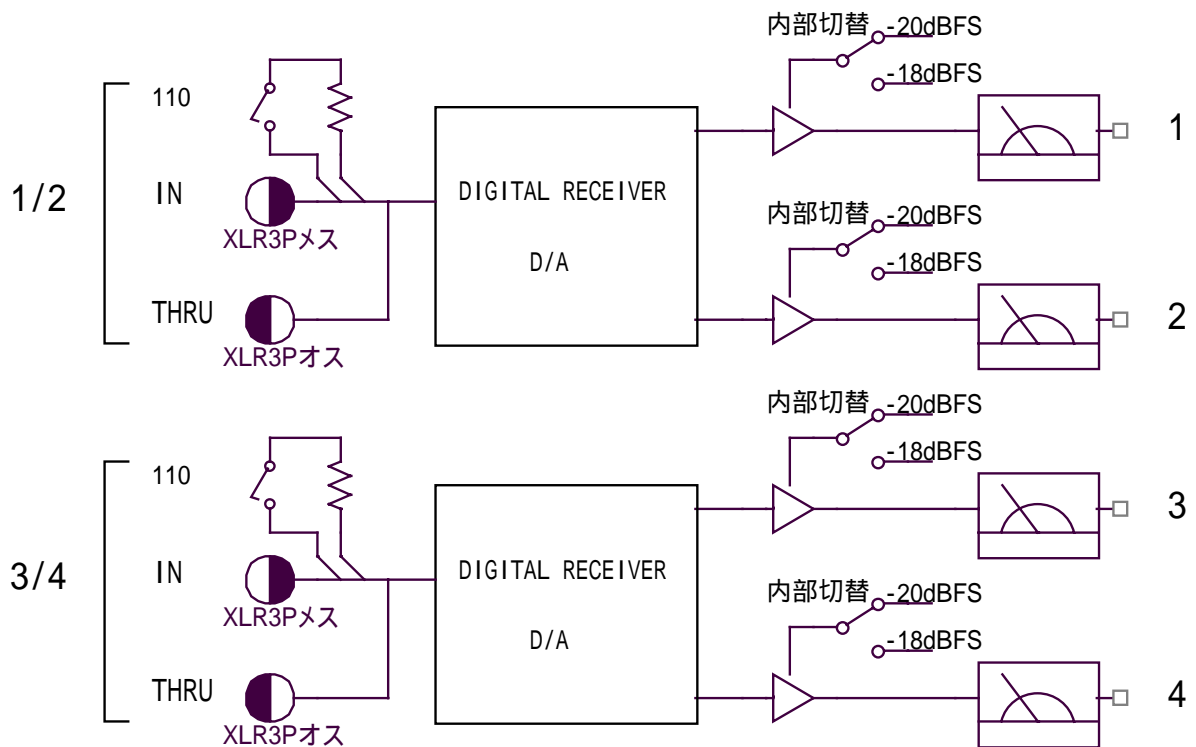 内部切替 -20dBFS
-18dBFS
110
1
1/2
IN
XLR3Pメス
DIGITAL RECEIVER
D/A
内部切替 -20dBFS
-18dBFS
THRU
XLR3Pオス
2
内部切替 -20dBFS
-18dBFS
110
3
3/4
IN
XLR3Pメス
DIGITAL RECEIVER
D/A
内部切替 -20dBFS
-18dBFS
THRU
XLR3Pオス
4